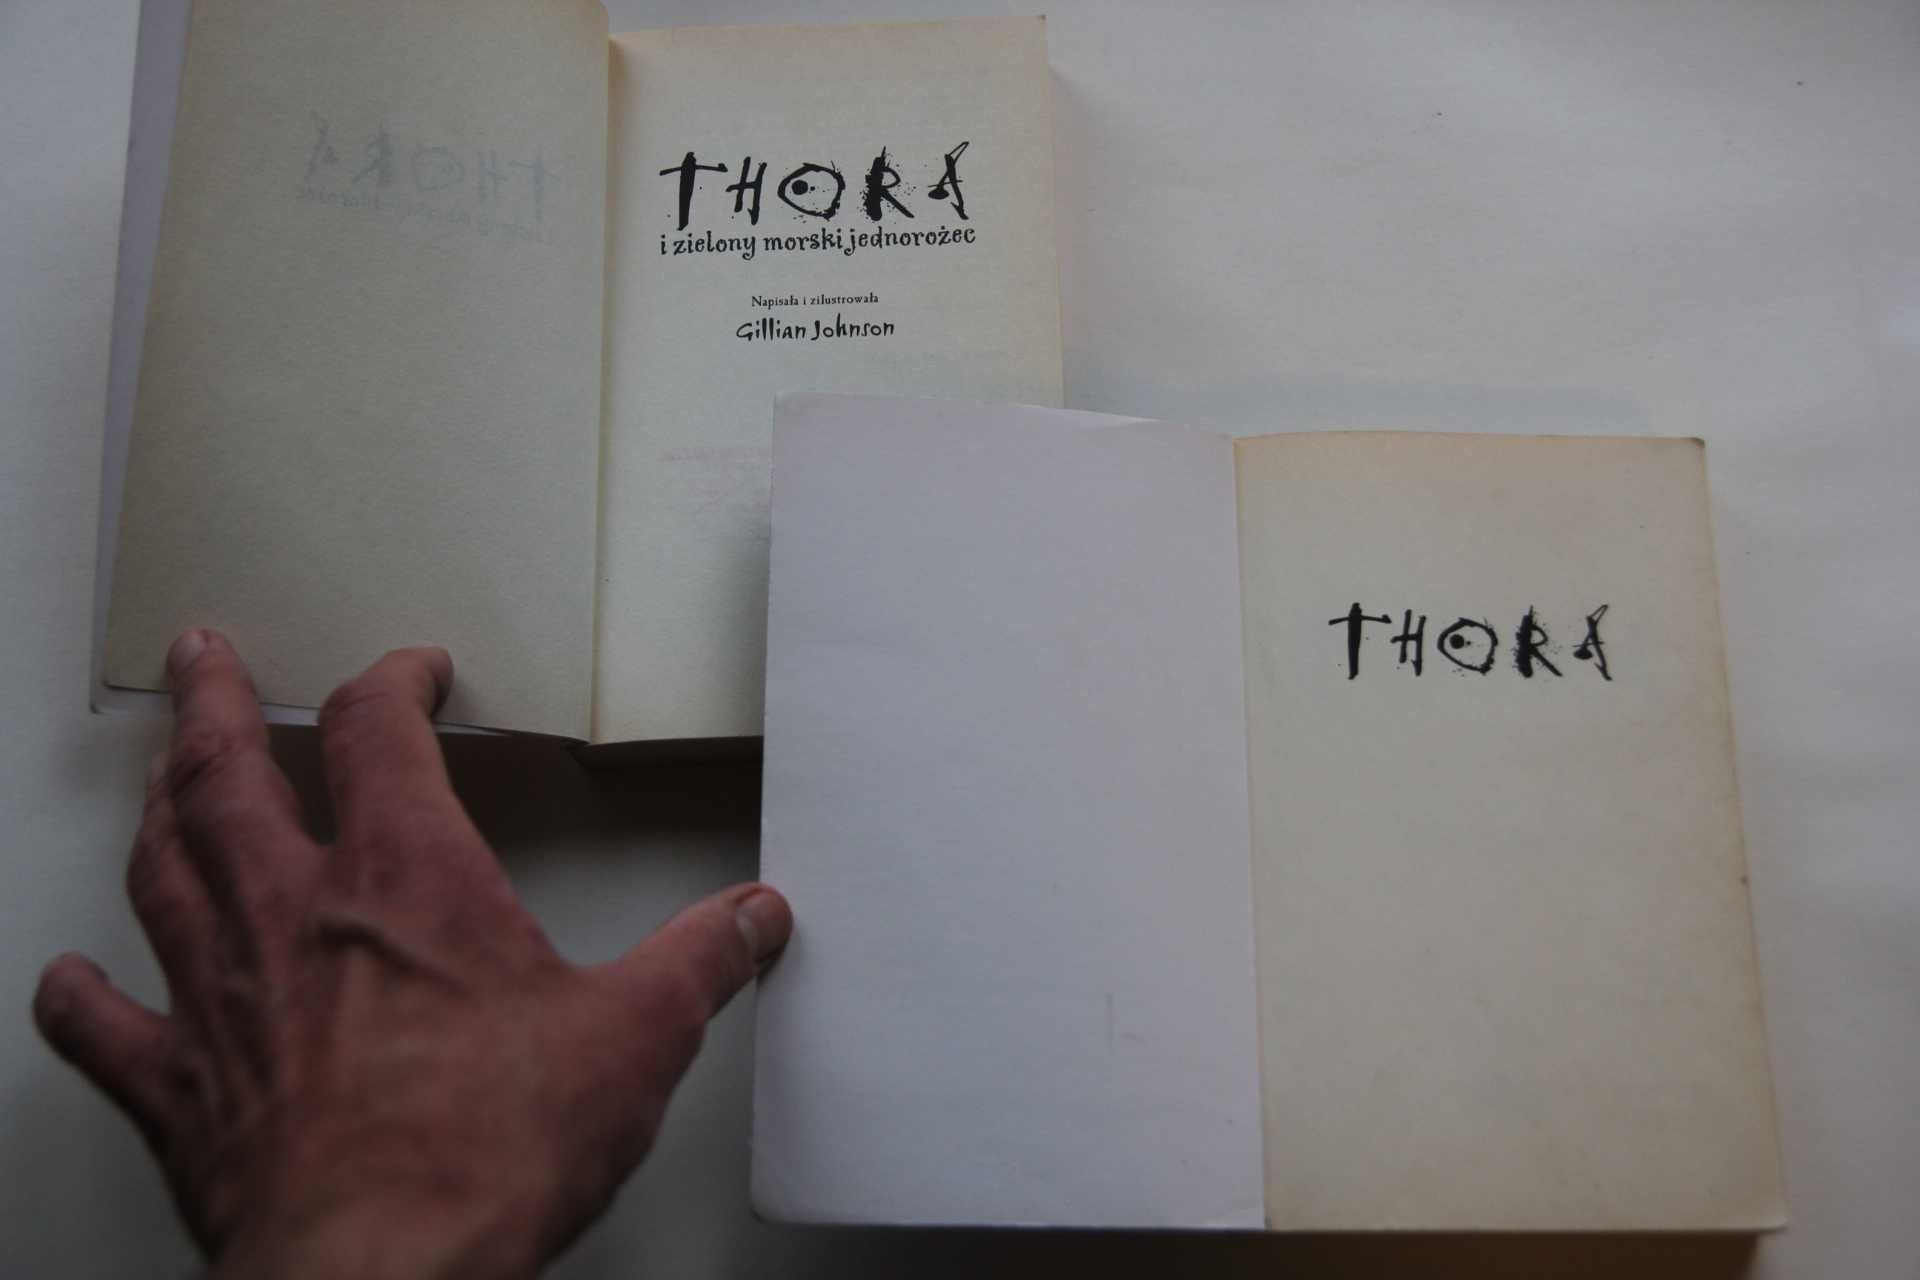 THORA
i zielony morski jednorożec
Napisała i zilustrowała
Gillian Johnson
THORA